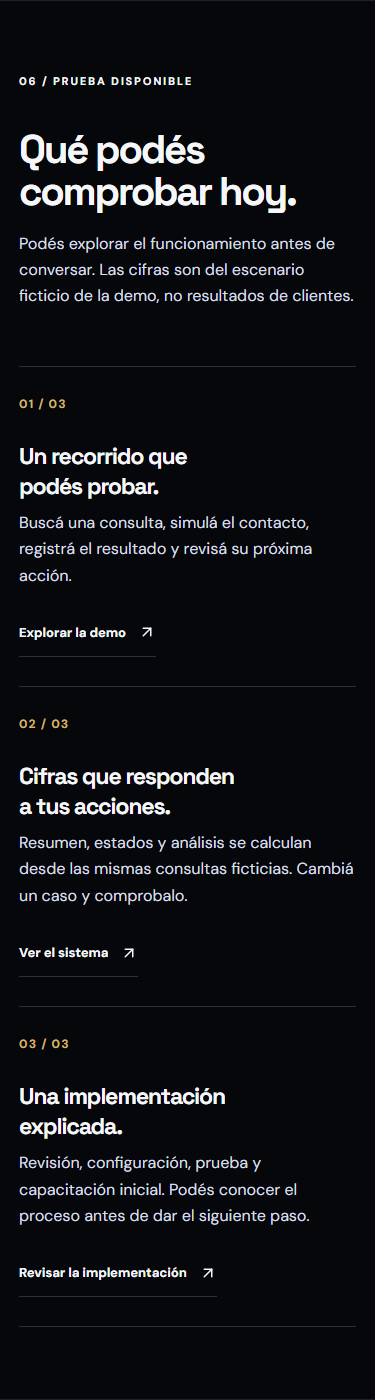 06 / PRUEBA DISPONIBLE
Qué podés
comprobar hoy.
Podés explorar el funcionamiento antes de
conversar. Las cifras son del escenario
ficticio de la demo, no resultados de clientes.
01 / 03
Un recorrido que
podés probar.
Buscá una consulta, simulá el contacto,
registrá el resultado y revisá su próxima
acción.
Explorar la demo
02 / 03
Cifras que responden
a tus acciones.
Resumen, estados y análisis se calculan
desde las mismas consultas ficticias. Cambiá
un caso y comprobalo.
Ver el sistema
03 / 03
Una implementación
explicada.
Revisión, configuración, prueba y
capacitación inicial. Podés conocer el
proceso antes de dar el siguiente paso.
Revisar la implementación